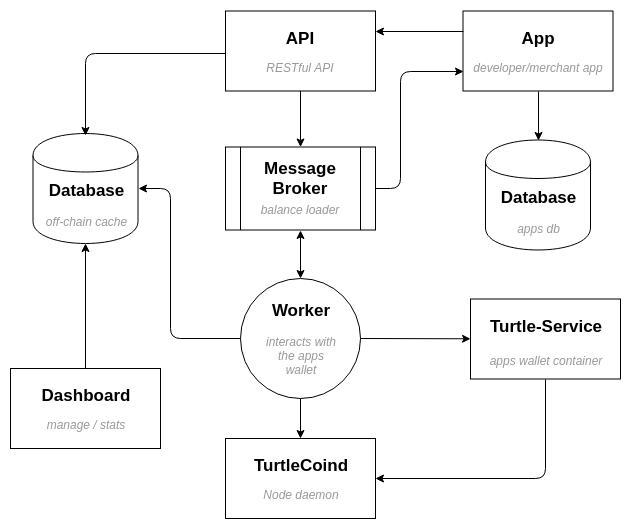 API
RESTful API
App
developer/merchant app
Message
Broker
balance loader
Database
off-chain cache
Database
apps db
Worker
interacts with
the apps
wallet
Turtle-Service
apps wallet container
Dashboard
manage / stats
TurtleCoind
Node daemon